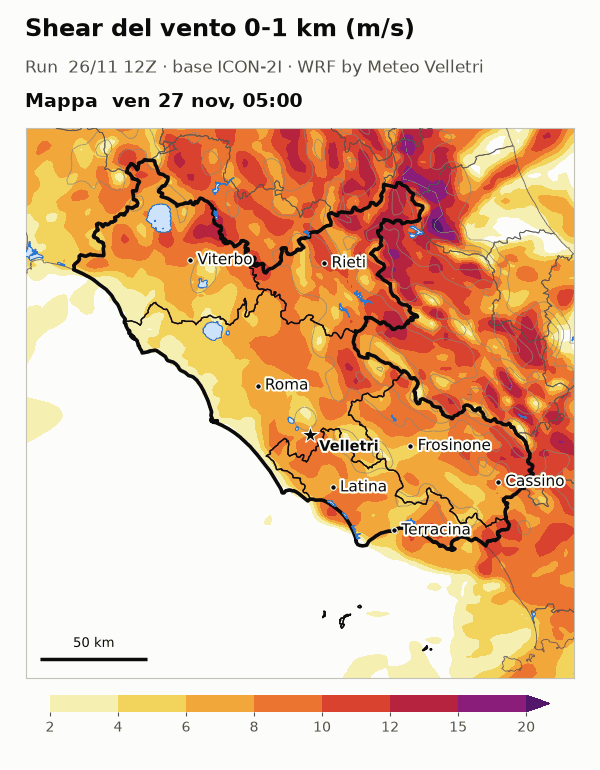 Shear del vento 0-1 km (m/s)
Run  26/11 12Z · base ICON-2I · WRF by Meteo Velletri
Mappa  ven 27 nov, 05:00
Viterbo
Rieti
Roma
Velletri
Frosinone
Latina
Cassino
Terracina
50 km
2 4 6 8 10 12 15 20